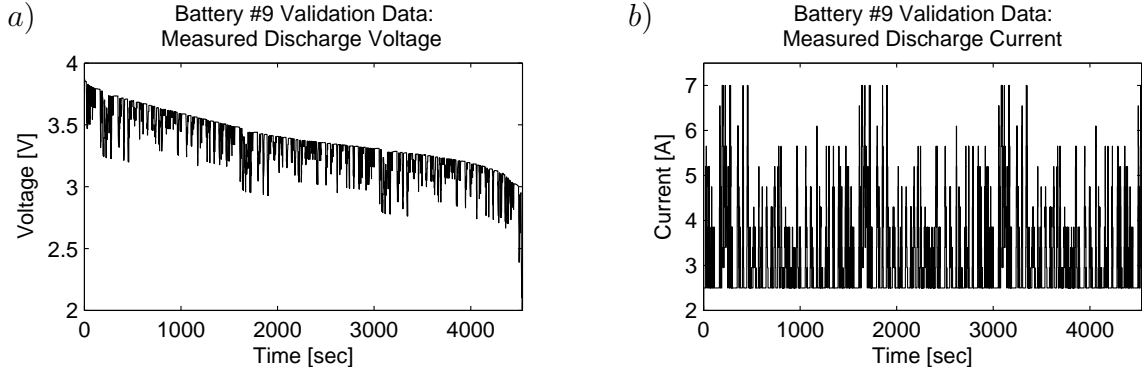 a)
Battery #9 Validation Data:
Measured Discharge Voltage
4
3.5
3
2.5
2
Voltage [V]
0 1000 2000 3000 4000
Time [sec]
b)
Battery #9 Validation Data:
Measured Discharge Current
7
6
5
4
3
2
Current [A]
0 1000 2000 3000 4000
Time [sec]